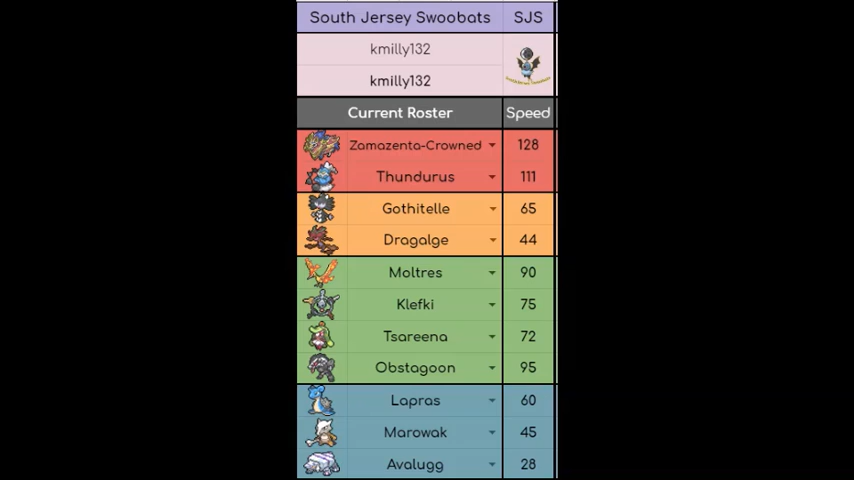 South Jersey Swoobats SJS
kmilly132
kmilly132
Current Roster Speed
Zamazenta-Crowned 128
Thundurus 111
Gothitelle 65
Dragalge 44
Moltres 90
Klefki 75
Tsareena 72
Obstagoon 95
Lapras 60
Marowak 45
Avalugg 28